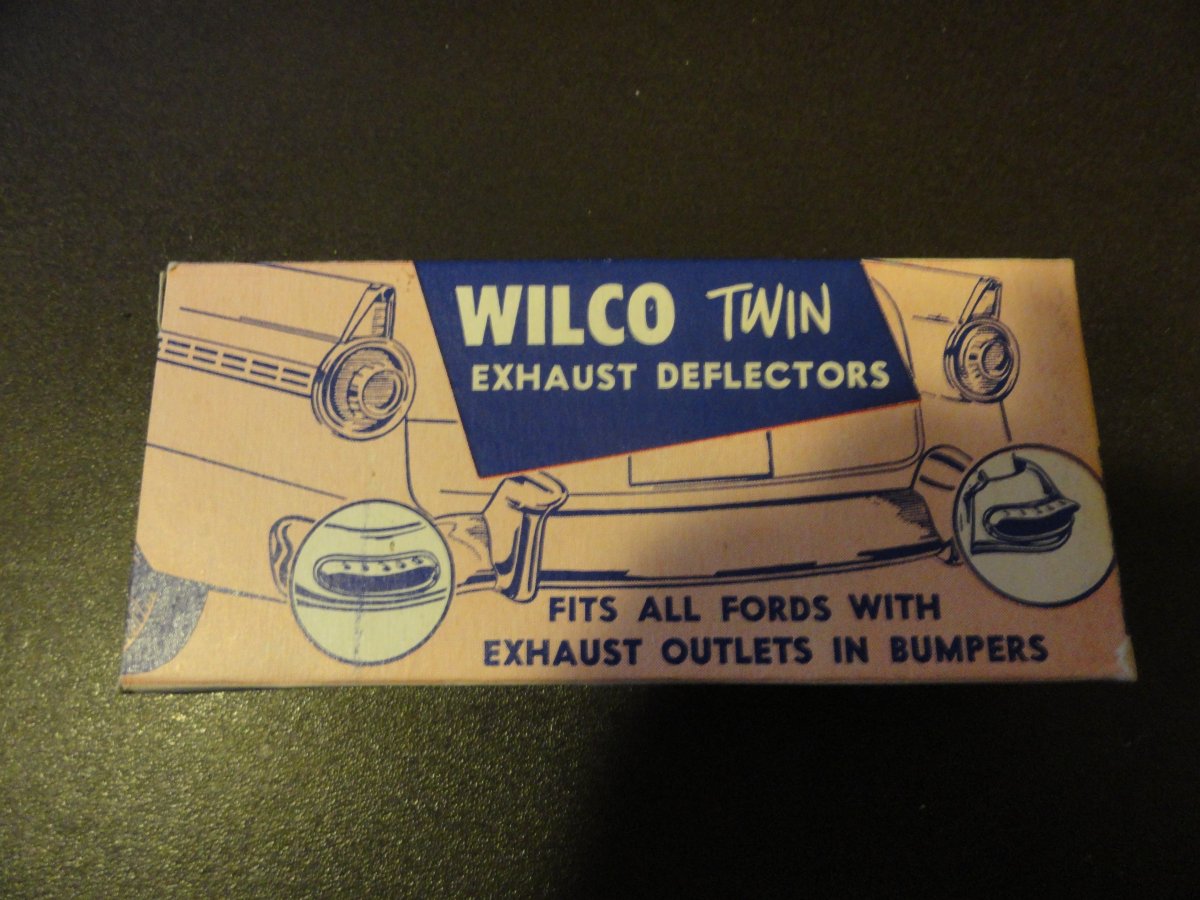 WILCO TWIN
EXHAUST DEFLECTORS
FITS ALL FORDS WITH
EXHAUST OUTLETS IN BUMPERS